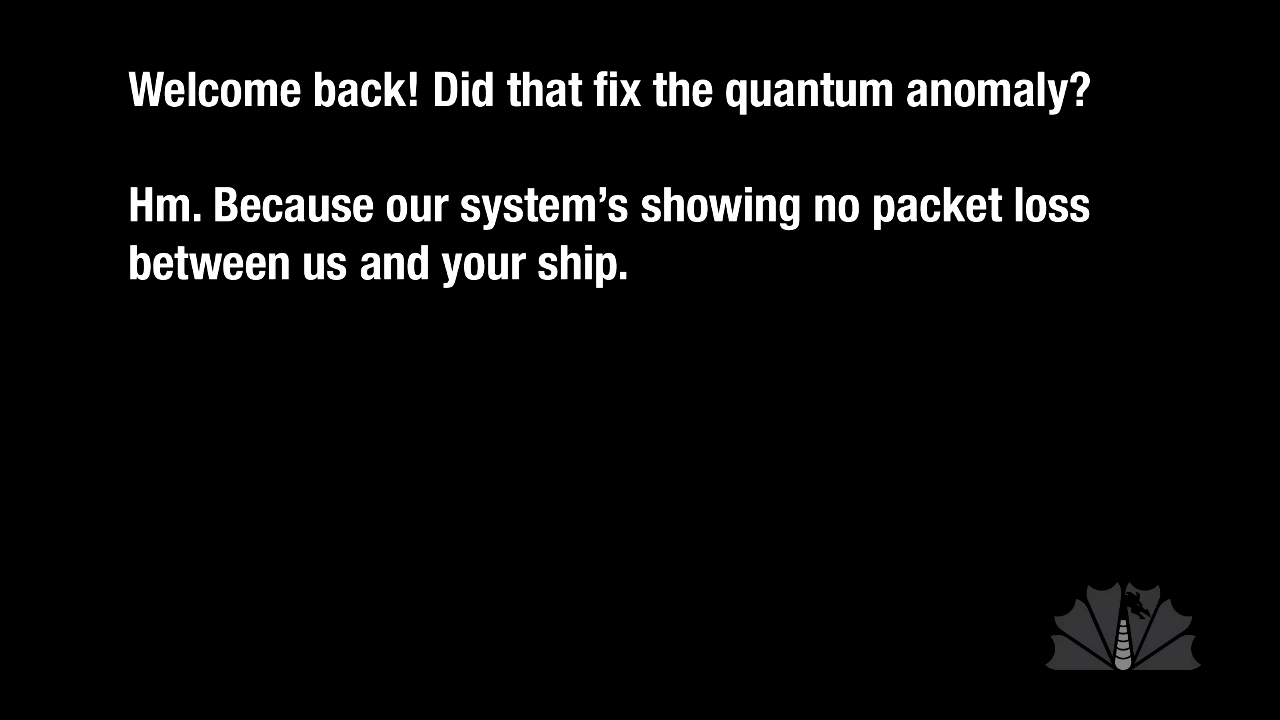 Welcome back! Did that fix the quantum anomaly?
Hm. Because our system’s showing no packet loss
between us and your ship.